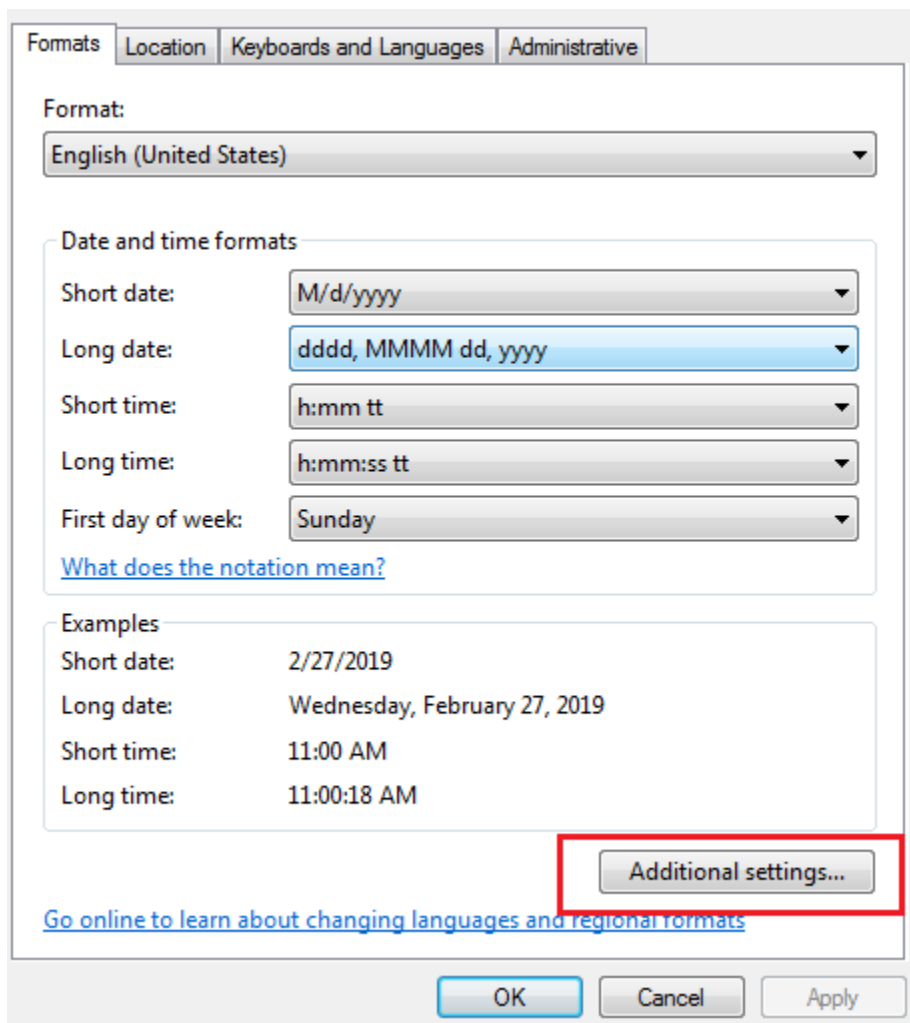 Formats Location Keyboards and Languages Administrative
Format:
English (United States)
Date and time formats
Short date: M/d/yyyy
Long date: dddd, MMMM dd, yyyy
Short time: h:mm tt
Long time: h:mm:ss tt
First day of week: Sunday
What does the notation mean?
Examples
Short date: 2/27/2019
Long date: Wednesday, February 27, 2019
Short time: 11:00 AM
Long time: 11:00:18 AM
Additional settings...
Go online to learn about changing languages and regional formats
OK Cancel Apply